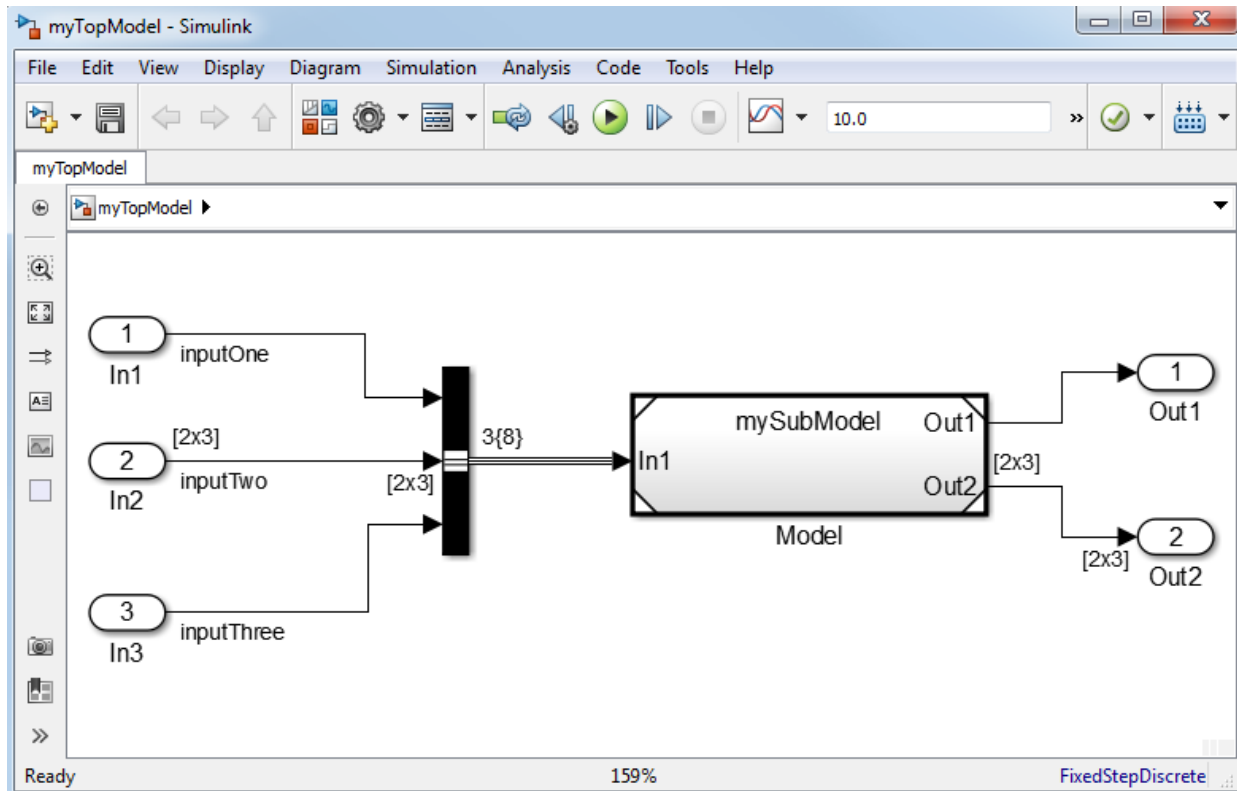 myTopModel - Simulink
File Edit View Display Diagram Simulation Analysis Code Tools Help
10.0 »
myTopModel
myTopModel
1
inputOne
In1
[2x3]
2
inputTwo
In2
[2x3]
3
inputThree
In3
3{8}
mySubModel
In1
Out1
Out2
Model
[2x3]
1
Out1
2
[2x3]
Out2
Ready 159% FixedStepDiscrete